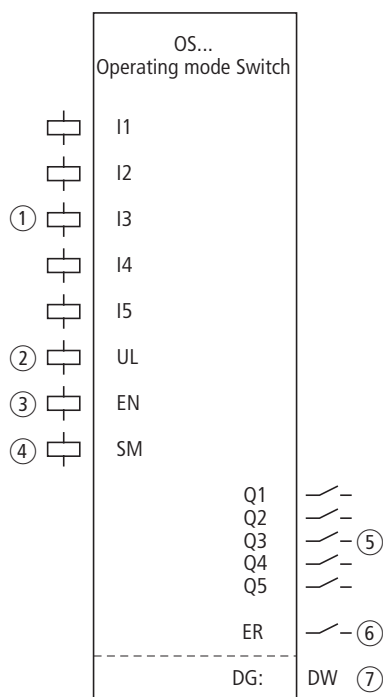 OS...
Operating mode Switch
I1
I2
1 I3
I4
I5
2 UL
3 EN
4 SM
Q1
Q2
Q3 5
Q4
Q5
ER 6
DG: DW 7